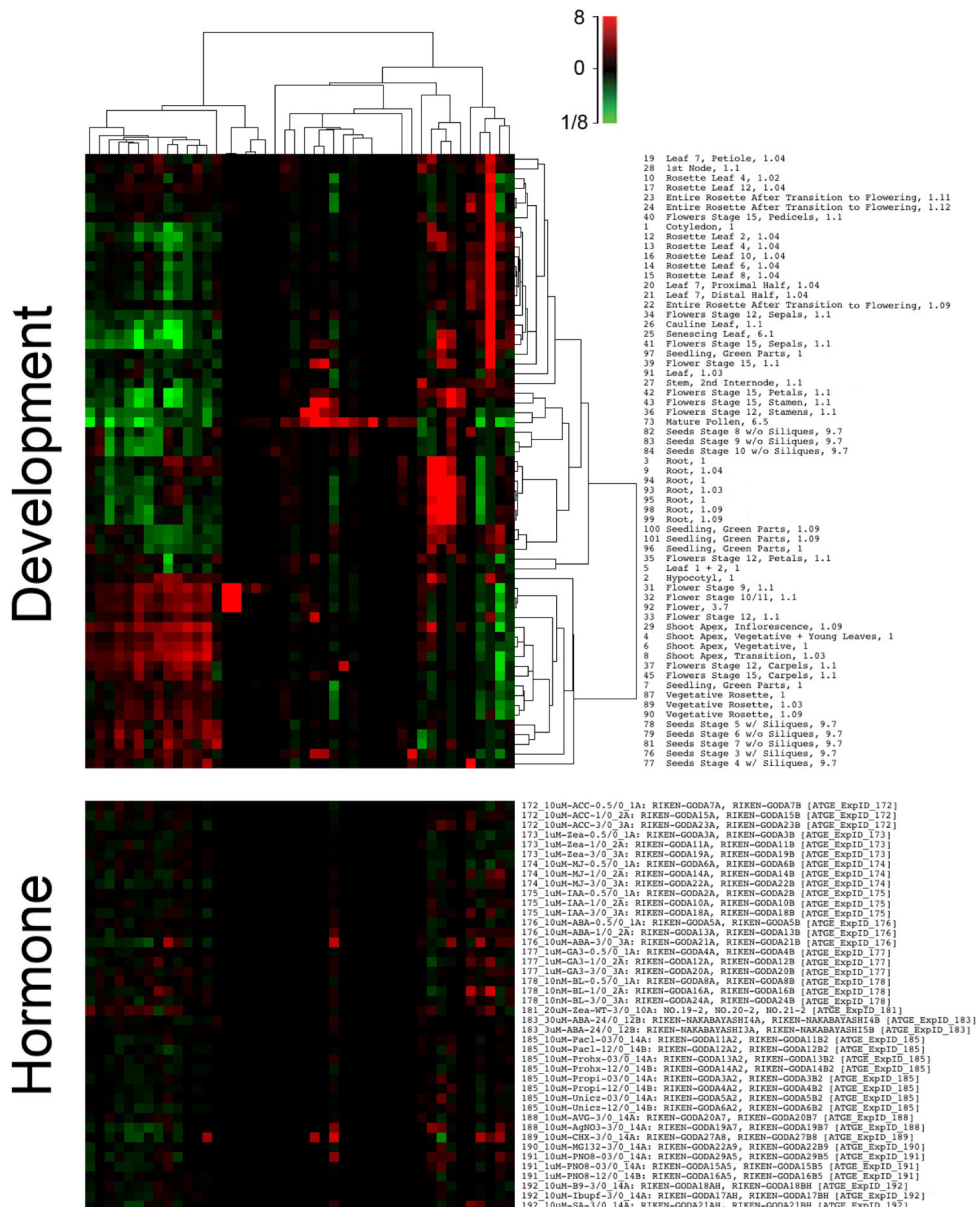 8
0
1/8
Development
19 Leaf 7, Petiole, 1.04
28 1st Node, 1.1
10 Rosette Leaf 4, 1.02
17 Rosette Leaf 12, 1.04
23 Entire Rosette After Transition to Flowering, 1.11
24 Entire Rosette After Transition to Flowering, 1.12
40 Flowers Stage 15, Pedicels, 1.1
1 Cotyledon, 1
12 Rosette Leaf 2, 1.04
13 Rosette Leaf 4, 1.04
16 Rosette Leaf 10, 1.04
14 Rosette Leaf 6, 1.04
15 Rosette Leaf 8, 1.04
20 Leaf 7, Proximal Half, 1.04
21 Leaf 7, Distal Half, 1.04
22 Entire Rosette After Transition to Flowering, 1.09
34 Flowers Stage 12, Sepals, 1.1
26 Cauline Leaf, 1.1
25 Senescing Leaf, 6.1
41 Flowers Stage 15, Sepals, 1.1
97 Seedling, Green Parts, 1
39 Flower Stage 15, 1.1
91 Leaf, 1.03
27 Stem, 2nd Internode, 1.1
42 Flowers Stage 15, Petals, 1.1
43 Flowers Stage 15, Stamen, 1.1
36 Flowers Stage 12, Stamens, 1.1
73 Mature Pollen, 6.5
82 Seeds Stage 8 w/o Siliques, 9.7
83 Seeds Stage 9 w/o Siliques, 9.7
84 Seeds Stage 10 w/o Siliques, 9.7
3 Root, 1
9 Root, 1.04
94 Root, 1
93 Root, 1.03
95 Root, 1
98 Root, 1.09
99 Root, 1.09
100 Seedling, Green Parts, 1.09
101 Seedling, Green Parts, 1.09
96 Seedling, Green Parts, 1
35 Flowers Stage 12, Petals, 1.1
5 Leaf 1 + 2, 1
2 Hypocotyl, 1
31 Flower Stage 9, 1.1
32 Flower Stage 10/11, 1.1
92 Flower, 3.7
33 Flower Stage 12, 1.1
29 Shoot Apex, Inflorescence, 1.09
4 Shoot Apex, Vegetative + Young Leaves, 1
6 Shoot Apex, Vegetative, 1
8 Shoot Apex, Transition, 1.03
37 Flowers Stage 12, Carpels, 1.1
45 Flowers Stage 15, Carpels, 1.1
7 Seedling, Green Parts, 1
87 Vegetative Rosette, 1
89 Vegetative Rosette, 1.03
90 Vegetative Rosette, 1.09
78 Seeds Stage 5 w/ Siliques, 9.7
79 Seeds Stage 6 w/o Siliques, 9.7
81 Seeds Stage 7 w/o Siliques, 9.7
76 Seeds Stage 3 w/ Siliques, 9.7
77 Seeds Stage 4 w/ Siliques, 9.7
Hormone
172_10uM-ACC-0.5/0_1A: RIKEN-GODA7A, RIKEN-GODA7B [ATGE_ExpID_172]
172_10uM-ACC-1/0_2A: RIKEN-GODA15A, RIKEN-GODA15B [ATGE_ExpID_172]
172_10uM-ACC-3/0_3A: RIKEN-GODA23A, RIKEN-GODA23B [ATGE_ExpID_172]
173_1uM-Zea-0.5/0_1A: RIKEN-GODA3A, RIKEN-GODA3B [ATGE_ExpID_173]
173_1uM-Zea-1/0_2A: RIKEN-GODA11A, RIKEN-GODA11B [ATGE_ExpID_173]
173_1uM-Zea-3/0_3A: RIKEN-GODA19A, RIKEN-GODA19B [ATGE_ExpID_173]
174_10uM-MJ-0.5/0_1A: RIKEN-GODA6A, RIKEN-GODA6B [ATGE_ExpID_174]
174_10uM-MJ-1/0_2A: RIKEN-GODA14A, RIKEN-GODA14B [ATGE_ExpID_174]
174_10uM-MJ-3/0_3A: RIKEN-GODA22A, RIKEN-GODA22B [ATGE_ExpID_174]
175_1uM-IAA-0.5/0_1A: RIKEN-GODA2A, RIKEN-GODA2B [ATGE_ExpID_175]
175_1uM-IAA-1/0_2A: RIKEN-GODA10A, RIKEN-GODA10B [ATGE_ExpID_175]
175_1uM-IAA-3/0_3A: RIKEN-GODA18A, RIKEN-GODA18B [ATGE_ExpID_175]
176_10uM-ABA-0.5/0_1A: RIKEN-GODA5A, RIKEN-GODA5B [ATGE_ExpID_176]
176_10uM-ABA-1/0_2A: RIKEN-GODA13A, RIKEN-GODA13B [ATGE_ExpID_176]
176_10uM-ABA-3/0_3A: RIKEN-GODA21A, RIKEN-GODA21B [ATGE_ExpID_176]
177_1uM-GA3-0.5/0_1A: RIKEN-GODA4A, RIKEN-GODA4B [ATGE_ExpID_177]
177_1uM-GA3-1/0_2A: RIKEN-GODA12A, RIKEN-GODA12B [ATGE_ExpID_177]
177_1uM-GA3-3/0_3A: RIKEN-GODA20A, RIKEN-GODA20B [ATGE_ExpID_177]
178_10nM-BL-0.5/0_1A: RIKEN-GODA8A, RIKEN-GODA8B [ATGE_ExpID_178]
178_10nM-BL-1/0_2A: RIKEN-GODA16A, RIKEN-GODA16B [ATGE_ExpID_178]
178_10nM-BL-3/0_3A: RIKEN-GODA24A, RIKEN-GODA24B [ATGE_ExpID_178]
181_20uM-Zea-WT-3/0_10A: NO.19-2, NO.20-2, NO.21-2 [ATGE_ExpID_181]
183_30uM-ABA-24/0_12B: RIKEN-NAKABAYASHI4A, RIKEN-NAKABAYASHI4B [ATGE_ExpID_183]
183_3uM-ABA-24/0_12B: RIKEN-NAKABAYASHI3A, RIKEN-NAKABAYASHI5B [ATGE_ExpID_183]
185_10uM-Pacl-03/0_14A: RIKEN-GODA11A2, RIKEN-GODA11B2 [ATGE_ExpID_185]
185_10uM-Pacl-12/0_14B: RIKEN-GODA12A2, RIKEN-GODA12B2 [ATGE_ExpID_185]
185_10uM-Prohx-03/0_14A: RIKEN-GODA13A2, RIKEN-GODA13B2 [ATGE_ExpID_185]
185_10uM-Prohx-12/0_14B: RIKEN-GODA14A2, RIKEN-GODA14B2 [ATGE_ExpID_185]
185_10uM-Propi-03/0_14A: RIKEN-GODA3A2, RIKEN-GODA3B2 [ATGE_ExpID_185]
185_10uM-Propi-12/0_14B: RIKEN-GODA4A2, RIKEN-GODA4B2 [ATGE_ExpID_185]
185_10uM-Unicz-03/0_14A: RIKEN-GODA5A2, RIKEN-GODA5B2 [ATGE_ExpID_185]
185_10uM-Unicz-12/0_14B: RIKEN-GODA6A2, RIKEN-GODA6B2 [ATGE_ExpID_185]
188_10uM-AVG-3/0_14A: RIKEN-GODA20A7, RIKEN-GODA20B7 [ATGE_ExpID_188]
188_10uM-AgNO3-3/0_14A: RIKEN-GODA19A7, RIKEN-GODA19B7 [ATGE_ExpID_188]
189_10uM-CHX-3/0_14A: RIKEN-GODA27A8, RIKEN-GODA27B8 [ATGE_ExpID_189]
190_10uM-MG132-3/0_14A: RIKEN-GODA22A9, RIKEN-GODA22B9 [ATGE_ExpID_190]
191_10uM-PNO8-03/0_14A: RIKEN-GODA29A5, RIKEN-GODA29B5 [ATGE_ExpID_191]
191_1uM-PNO8-03/0_14A: RIKEN-GODA15A5, RIKEN-GODA15B5 [ATGE_ExpID_191]
191_1uM-PNO8-12/0_14B: RIKEN-GODA16A5, RIKEN-GODA16B5 [ATGE_ExpID_191]
192_10uM-B9-3/0_14A: RIKEN-GODA18AH, RIKEN-GODA18BH [ATGE_ExpID_192]
192_10uM-Ibupf-3/0_14A: RIKEN-GODA17AH, RIKEN-GODA17BH [ATGE_ExpID_192]
192_10uM-SA-3/0_14A: RIKEN-GODA21AH, RIKEN-GODA21BH [ATGE_ExpID_192]